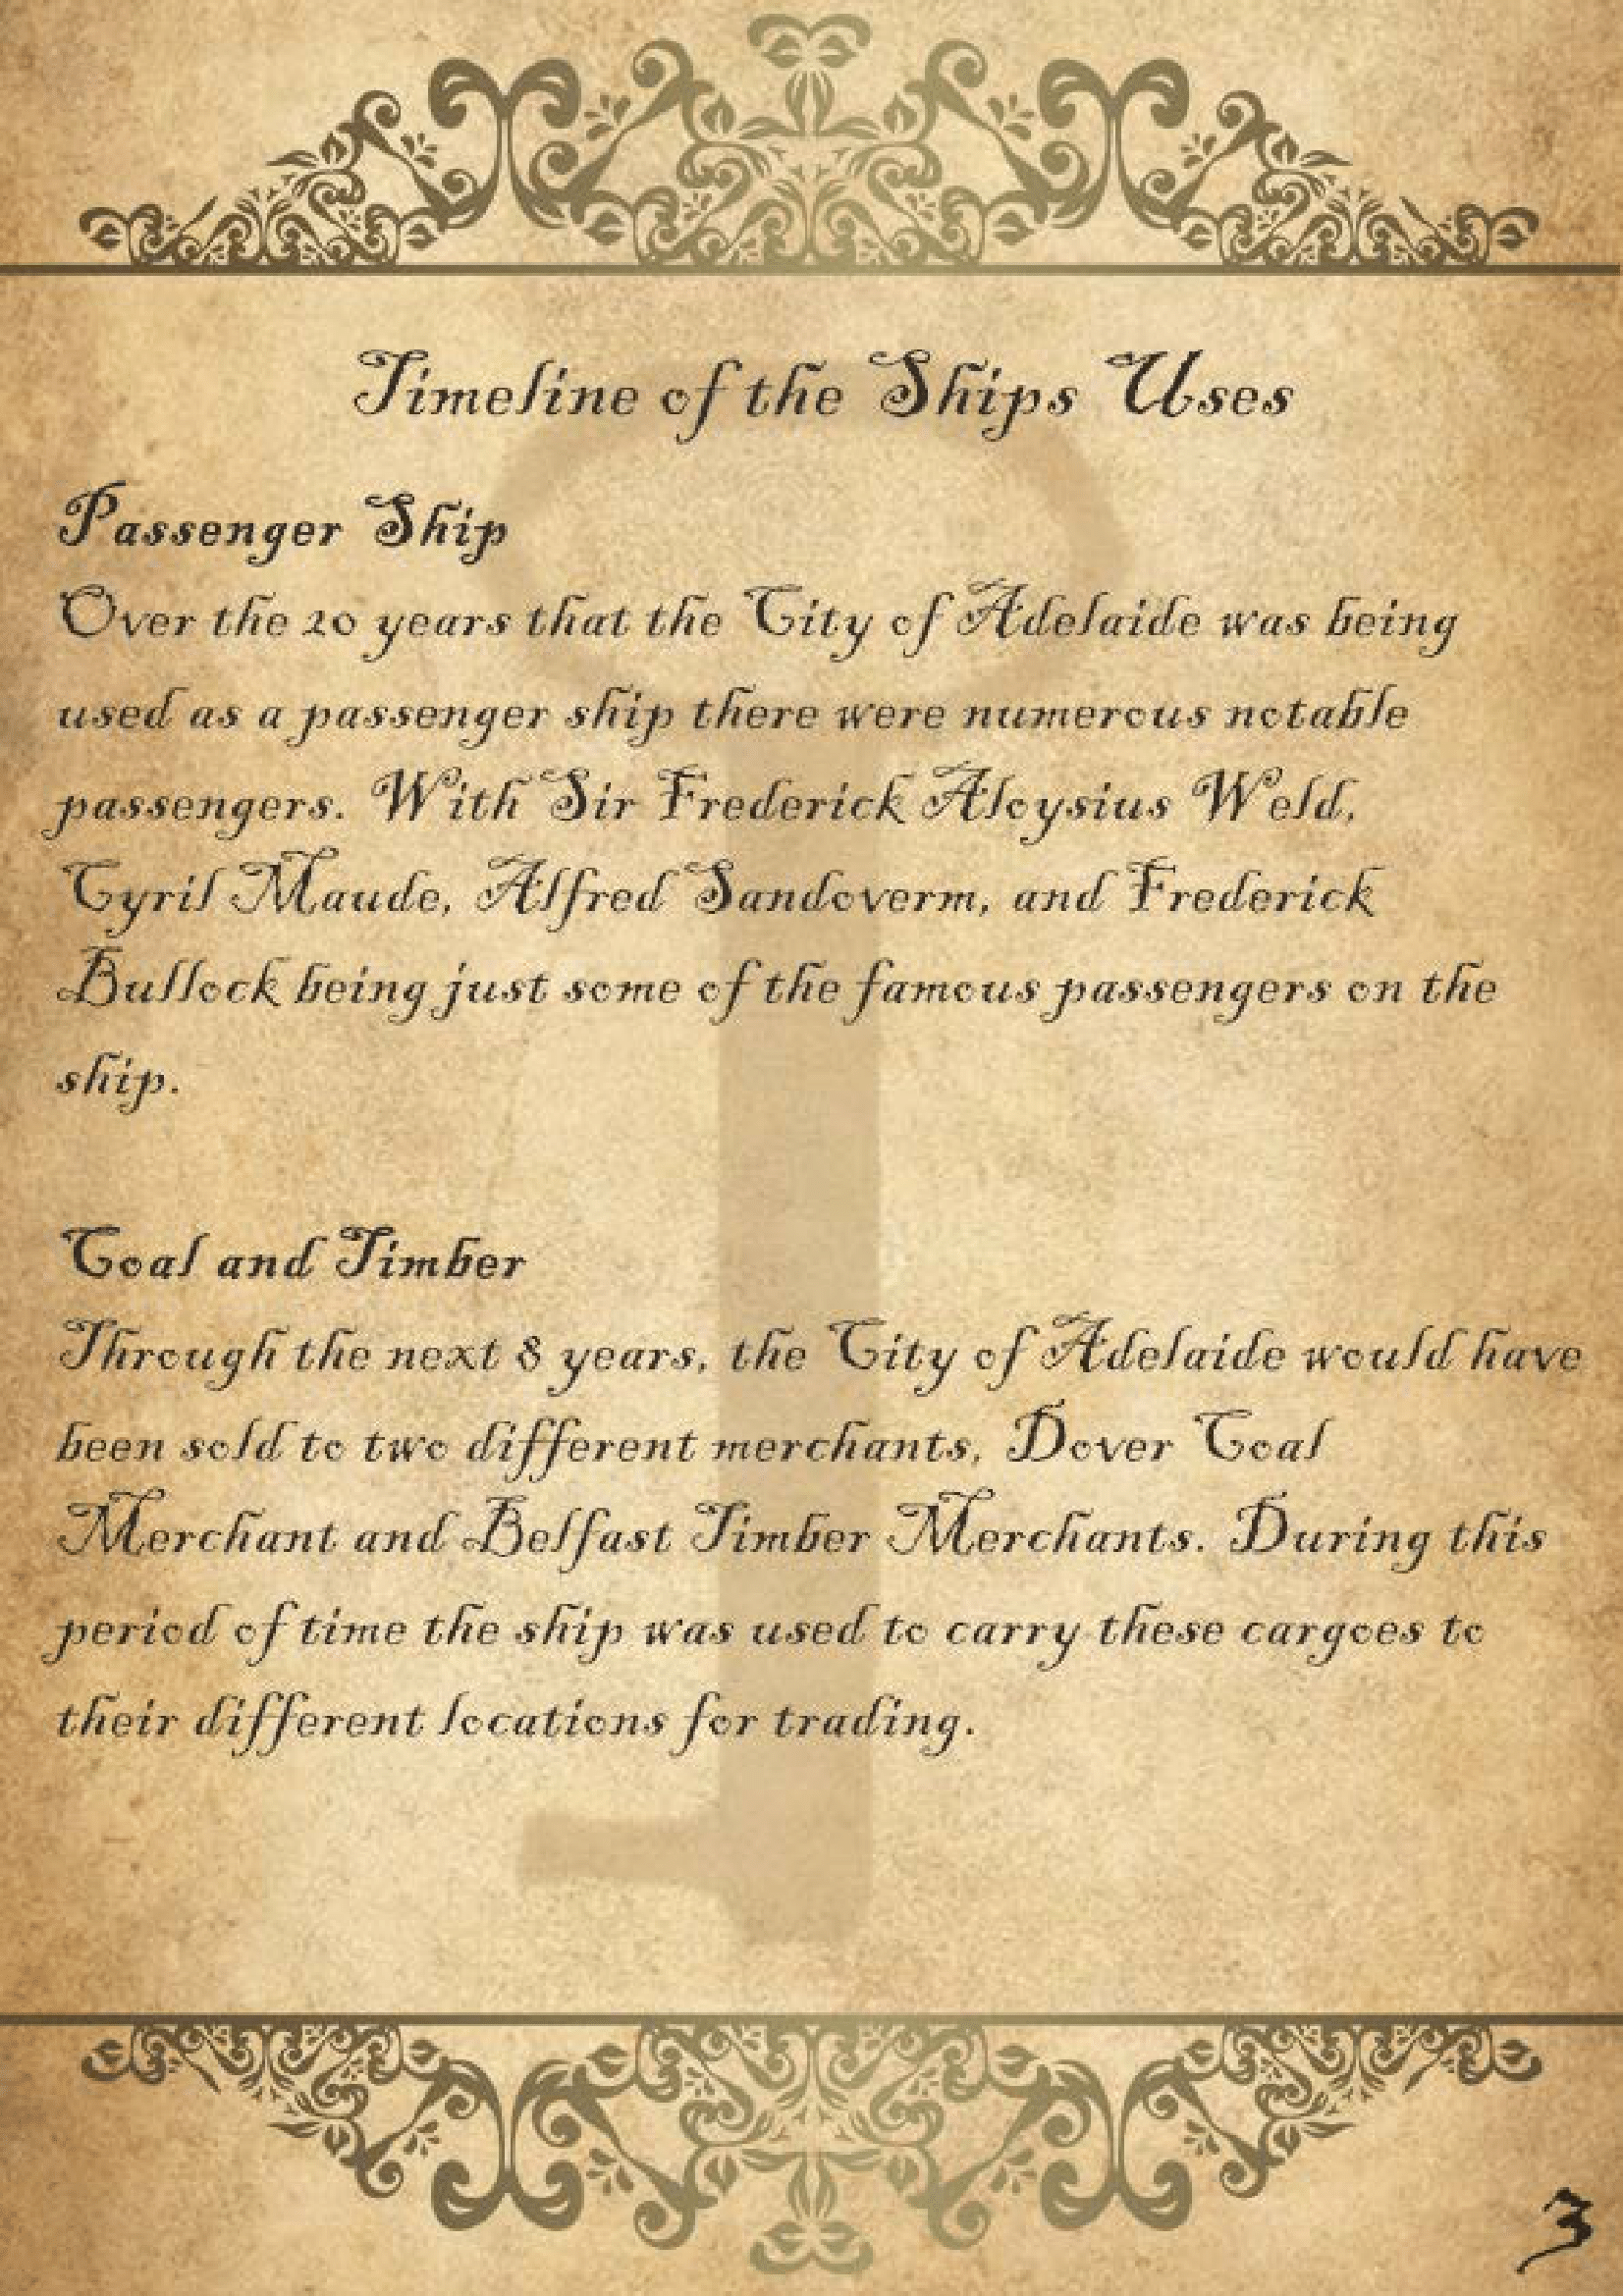 Timeline of the Ships Uses
Passenger Ship
Over the 20 years that the City of Adelaide was being
used as a passenger ship there were numerous notable
passengers. With Sir Frederick Aloysius Weld,
Cyril Maude, Alfred Sandoverm, and Frederick
Bullock being just some of the famous passengers on the
ship.
Coal and Timber
Through the next 8 years, the City of Adelaide would have
been sold to two different merchants, Dover Coal
Merchant and Belfast Timber Merchants. During this
period of time the ship was used to carry these cargoes to
their different locations for trading.
3